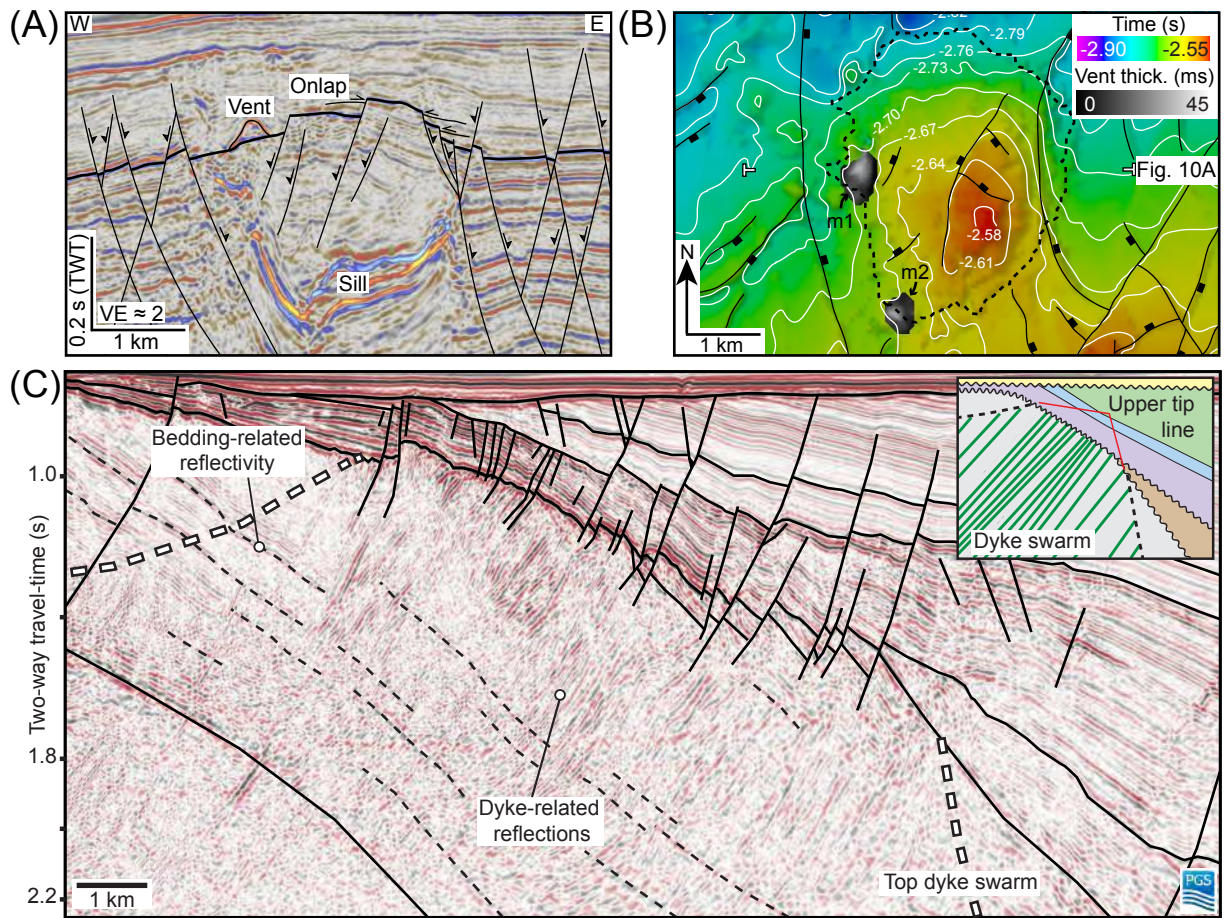 (A)
W
E
Onlap
Vent
Sill
0.2 s (TWT)
VE ≈ 2
1 km
(B)
Time (s)
-2.90
-2.55
Vent thick. (ms)
0
45
-2.79
-2.76
-2.73
-2.70
-2.67
-2.64
T
T
Fig. 10A
m1
-2.58
-2.61
m2
N
1 km
(C)
Bedding-related
reflectivity
Upper tip
line
Dyke swarm
1.0
Two-way travel-time (s)
1.8
Dyke-related
reflections
Top dyke swarm
1 km
2.2
PGS